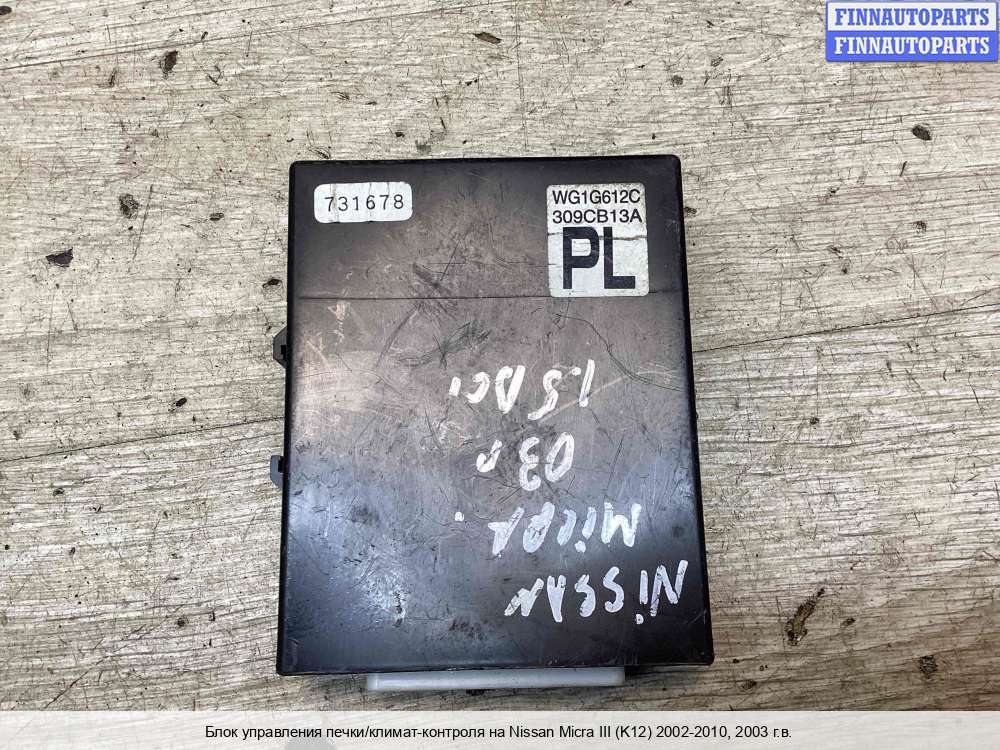 FINNAUTOPARTS
FINNAUTOPARTS
731678
WG1G612C
309CB13A
PL
NiSSAN
MiCRA
03г
1.5 DCi
Блок управления печки/климат-контроля на Nissan Micra III (K12) 2002-2010, 2003 г.в.